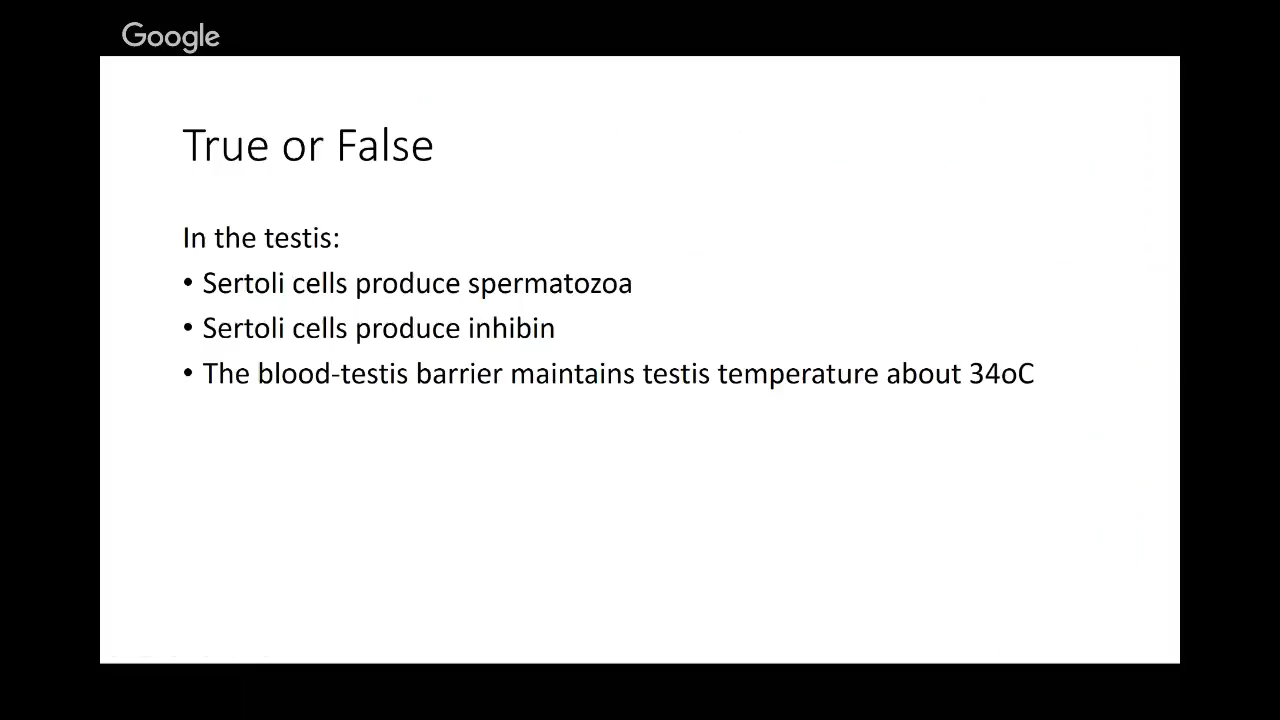 Google
True or False
In the testis:
• Sertoli cells produce spermatozoa
• Sertoli cells produce inhibin
• The blood-testis barrier maintains testis temperature about 34oC